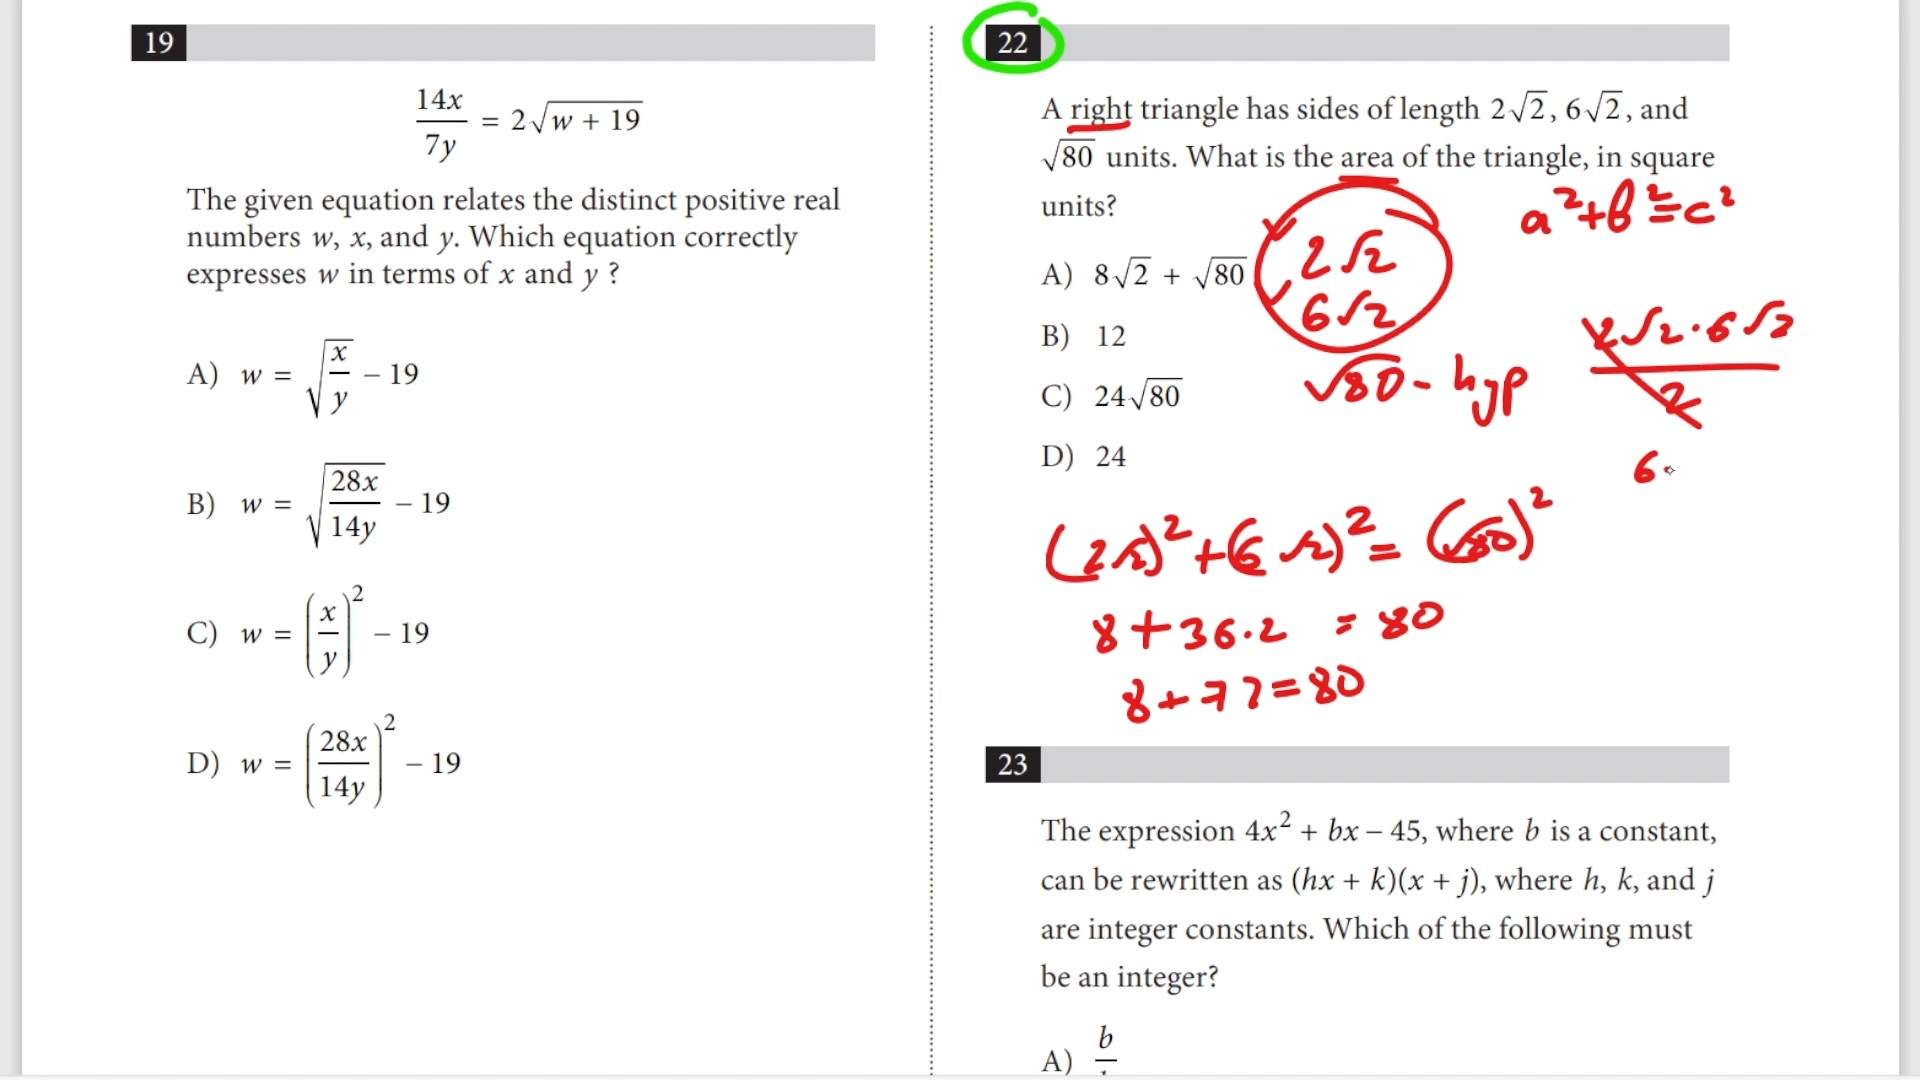 19
14x/7y = 2√(w + 19)
The given equation relates the distinct positive real
numbers w, x, and y. Which equation correctly
expresses w in terms of x and y ?
A) w = √(x/y) – 19
B) w = √(28x/14y) – 19
C) w = (x/y)² – 19
D) w = (28x/14y)² – 19
22
A right triangle has sides of length 2√2, 6√2, and
√80 units. What is the area of the triangle, in square
units?
A) 8√2 + √80
B) 12
C) 24√80
D) 24
a²+b²=c²
2√2
6√2
√80 - hyp
2√2·6√2
2
6·
(2√2)²+(6√2)²=(√80)²
8+36·2 = 80
8+72=80
23
The expression 4x² + bx – 45, where b is a constant,
can be rewritten as (hx + k)(x + j), where h, k, and j
are integer constants. Which of the following must
be an integer?
A) b